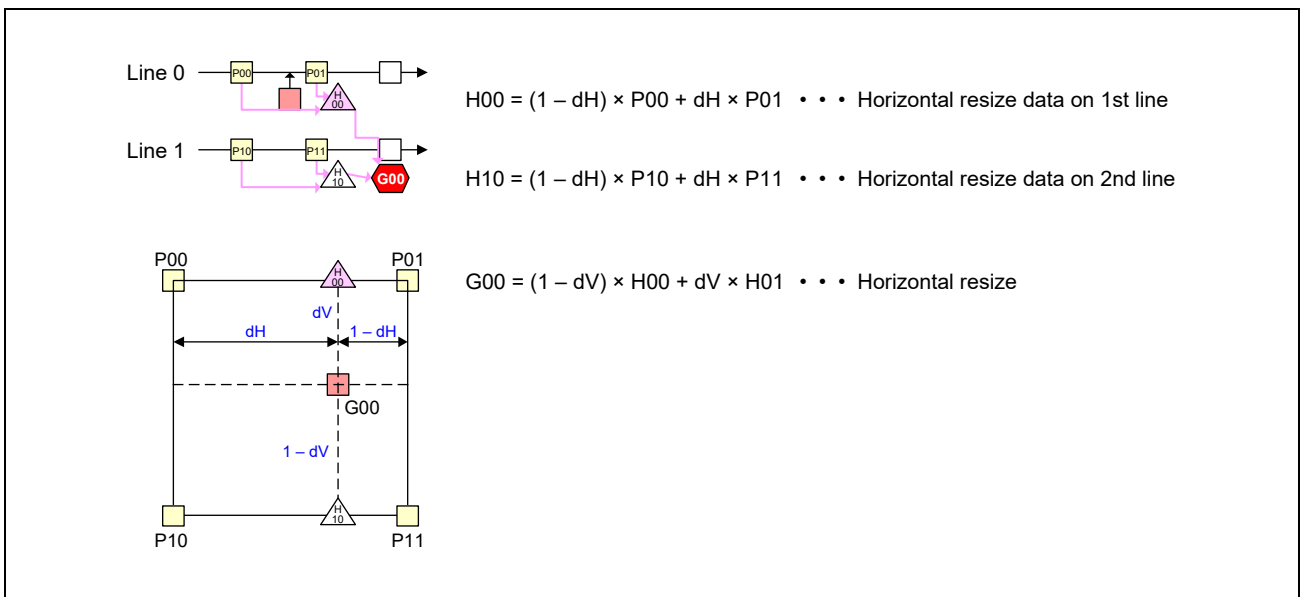 Line 0
P00
P01
H
00
H00 = (1 – dH) × P00 + dH × P01 • • • Horizontal resize data on 1st line
Line 1
P10
P11
H
10
G00
H10 = (1 – dH) × P10 + dH × P11 • • • Horizontal resize data on 2nd line
P00
H
00
P01
G00 = (1 – dV) × H00 + dV × H01 • • • Horizontal resize
dV
dH
1 – dH
G00
1 – dV
H
10
P10
P11